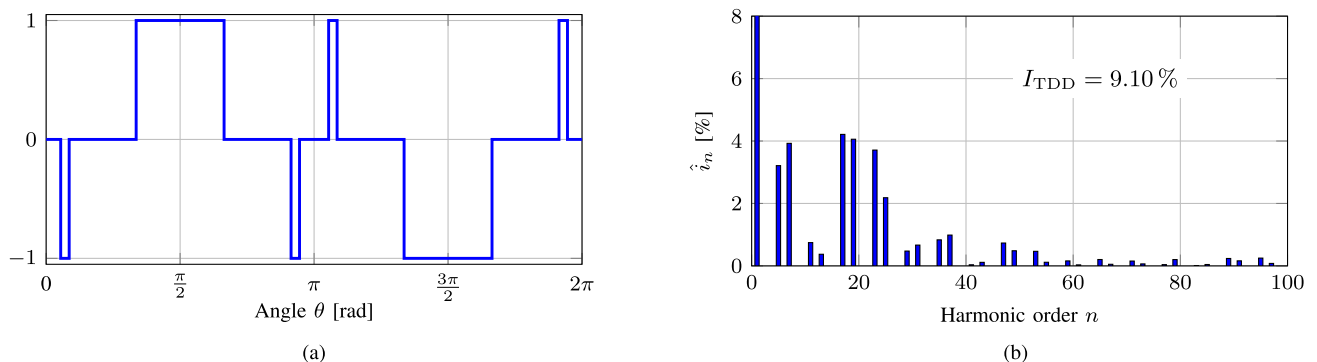 1
0
−1
0
π/2
π
3π/2
2π
Angle θ [rad]
(a)
8
6
4
2
0
î_n [%]
I_TDD = 9.10 %
0
20
40
60
80
100
Harmonic order n
(b)